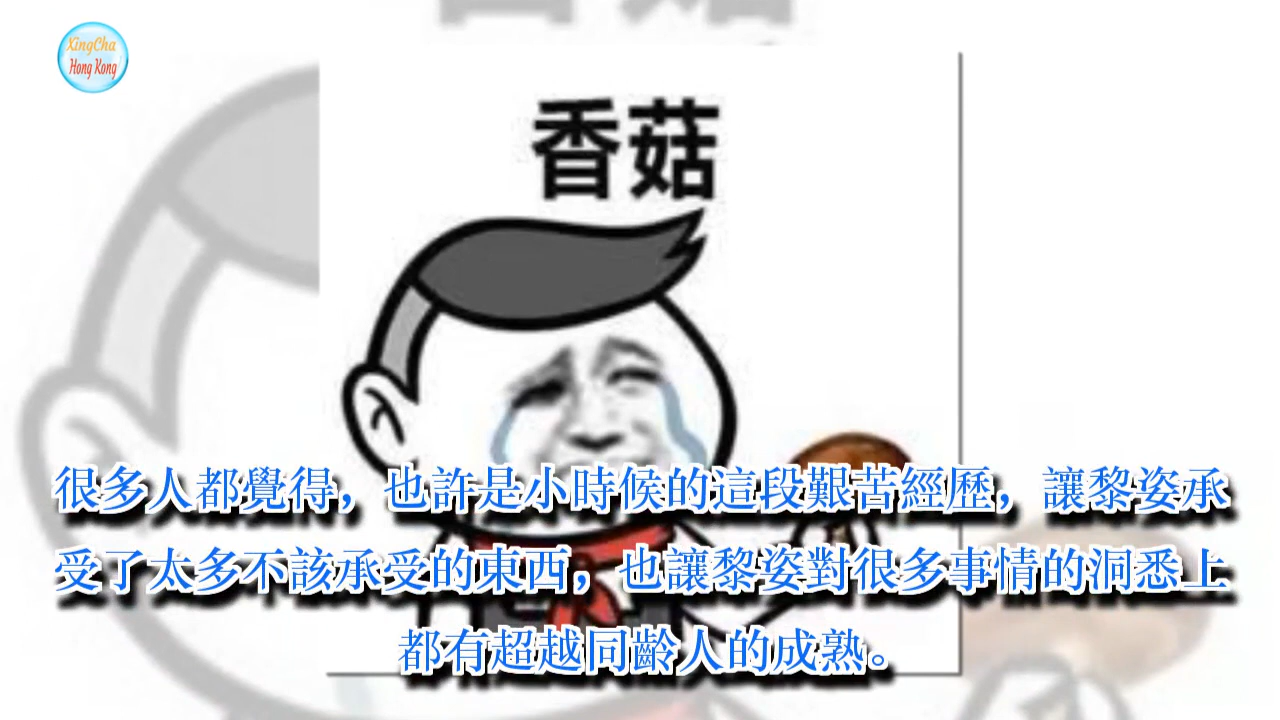 XingCha
Hong Kong
香菇
很多人都覺得，也許是小時候的這段艱苦經歷，讓黎姿承
受了太多不該承受的東西，也讓黎姿對很多事情的洞悉上
都有超越同齡人的成熟。